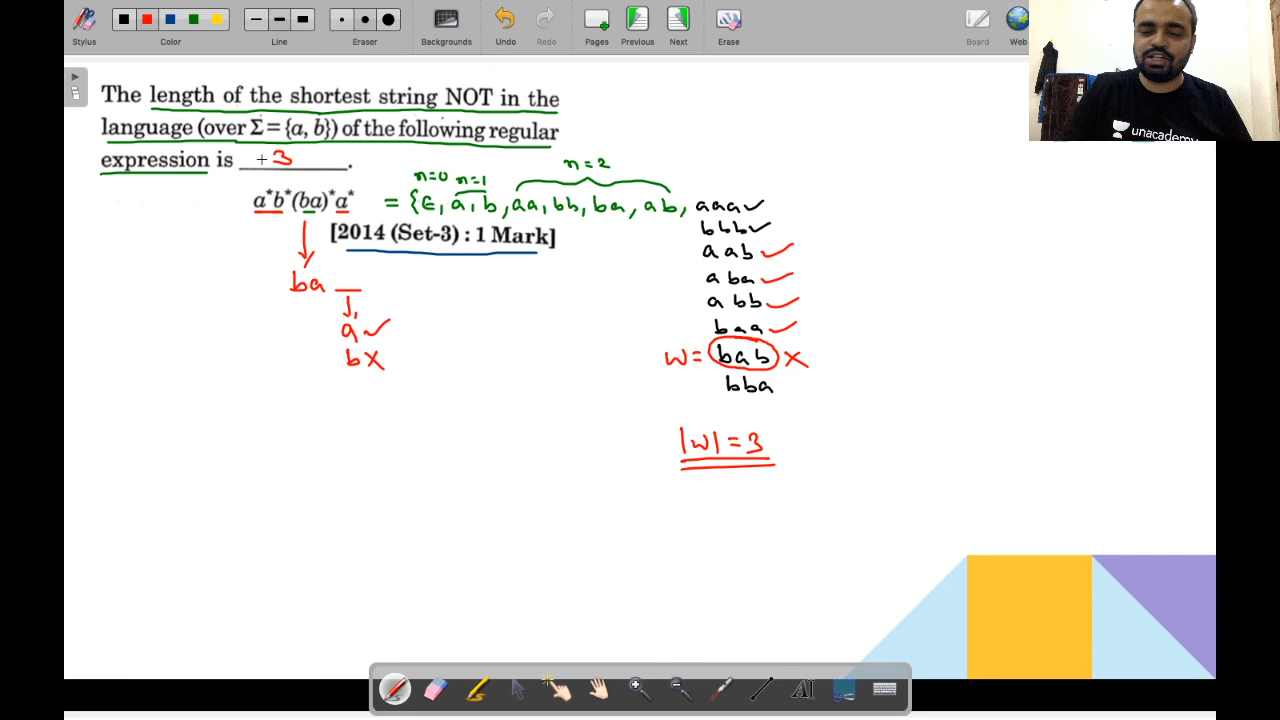 Stylus Color Line Eraser Backgrounds Undo Redo Pages Previous Next Erase Board Web
unacademy
The length of the shortest string NOT in the
language (over Σ = {a, b}) of the following regular
expression is +3 .
n=0 n=1 n=2
a*b*(ba)*a* = {ε, a, b, aa, bb, ba, ab, aaa ✓
bbb ✓
[2014 (Set-3) : 1 Mark]
aab ✓
aba ✓
ba _
abb ✓
a ✓
baa ✓
b x
w = bab x
bba
|w| = 3
AI